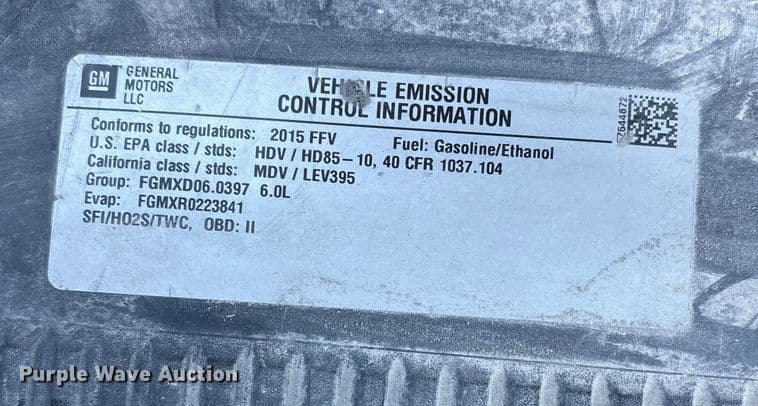 GM GENERAL
MOTORS
LLC
VEHICLE EMISSION
CONTROL INFORMATION
Conforms to regulations: 2015 FFV Fuel: Gasoline/Ethanol
U.S. EPA class / stds: HDV / HD85-10, 40 CFR 1037.104
California class / stds: MDV / LEV395
Group: FGMXD06.0397 6.0L
Evap: FGMXR0223841
SFI/HO2S/TWC, OBD: II
Purple Wave Auction